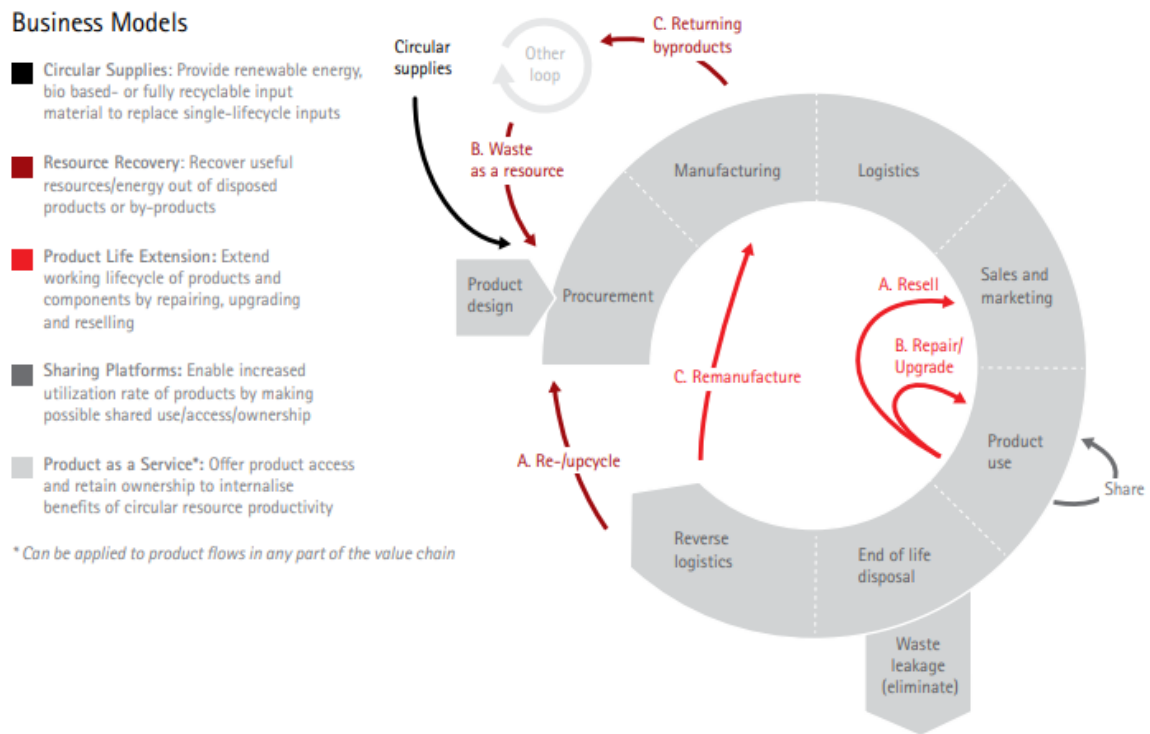 Business Models
Circular Supplies: Provide renewable energy,
bio based- or fully recyclable input
material to replace single-lifecycle inputs
Resource Recovery: Recover useful
resources/energy out of disposed
products or by-products
Product Life Extension: Extend
working lifecycle of products and
components by repairing, upgrading
and reselling
Sharing Platforms: Enable increased
utilization rate of products by making
possible shared use/access/ownership
Product as a Service*: Offer product access
and retain ownership to internalise
benefits of circular resource productivity
* Can be applied to product flows in any part of the value chain
Circular
supplies
Other
loop
C. Returning
byproducts
B. Waste
as a resource
Product
design
Procurement
Manufacturing
Logistics
Sales and
marketing
A. Resell
B. Repair/
Upgrade
C. Remanufacture
Product
use
Share
A. Re-/upcycle
Reverse
logistics
End of life
disposal
Waste
leakage
(eliminate)